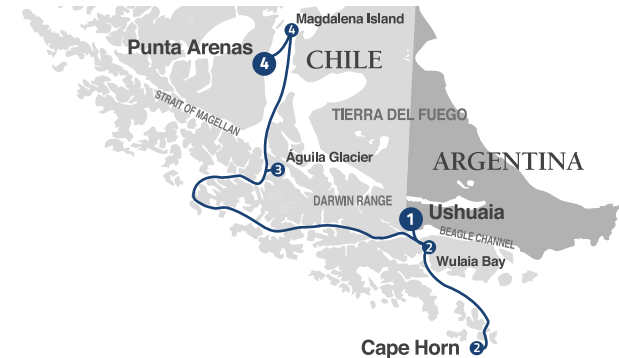 Magdalena Island
4
Punta Arenas
4
CHILE
STRAIT OF MAGELLAN
TIERRA DEL FUEGO
Águila Glacier
3
ARGENTINA
DARWIN RANGE
1
Ushuaia
BEAGLE CHANNEL
2
Wulaia Bay
Cape Horn
2